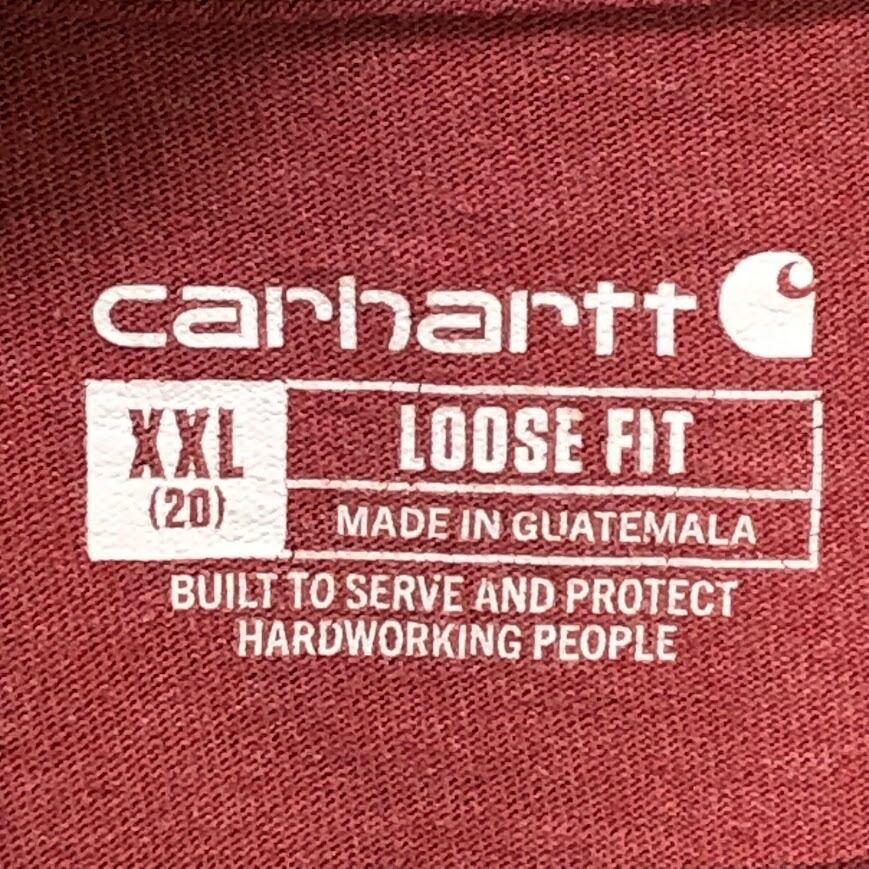 carhartt
XXL
(20)
LOOSE FIT
MADE IN GUATEMALA
BUILT TO SERVE AND PROTECT
HARDWORKING PEOPLE